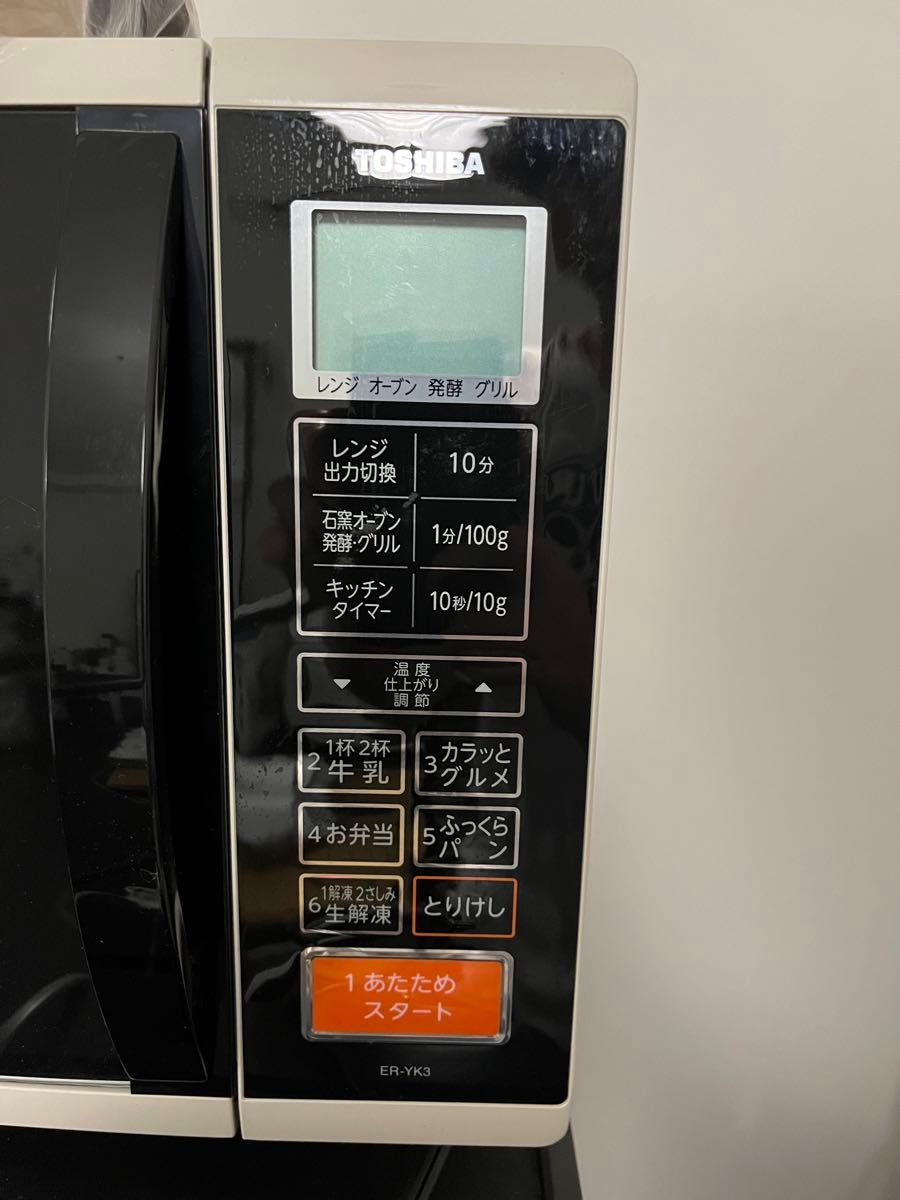 TOSHIBA
レンジ オーブン 発酵 グリル
レンジ
出力切換
10分
石窯オーブン
発酵・グリル
1分/100g
キッチン
タイマー
10秒/10g
温度
▼ 仕上がり ▲
調節
1杯2杯
2 牛乳
カラッと
3 グルメ
4 お弁当
ふっくら
5 パン
1解凍2さしみ
6 生解凍
とりけし
1 あたため
スタート
ER-YK3